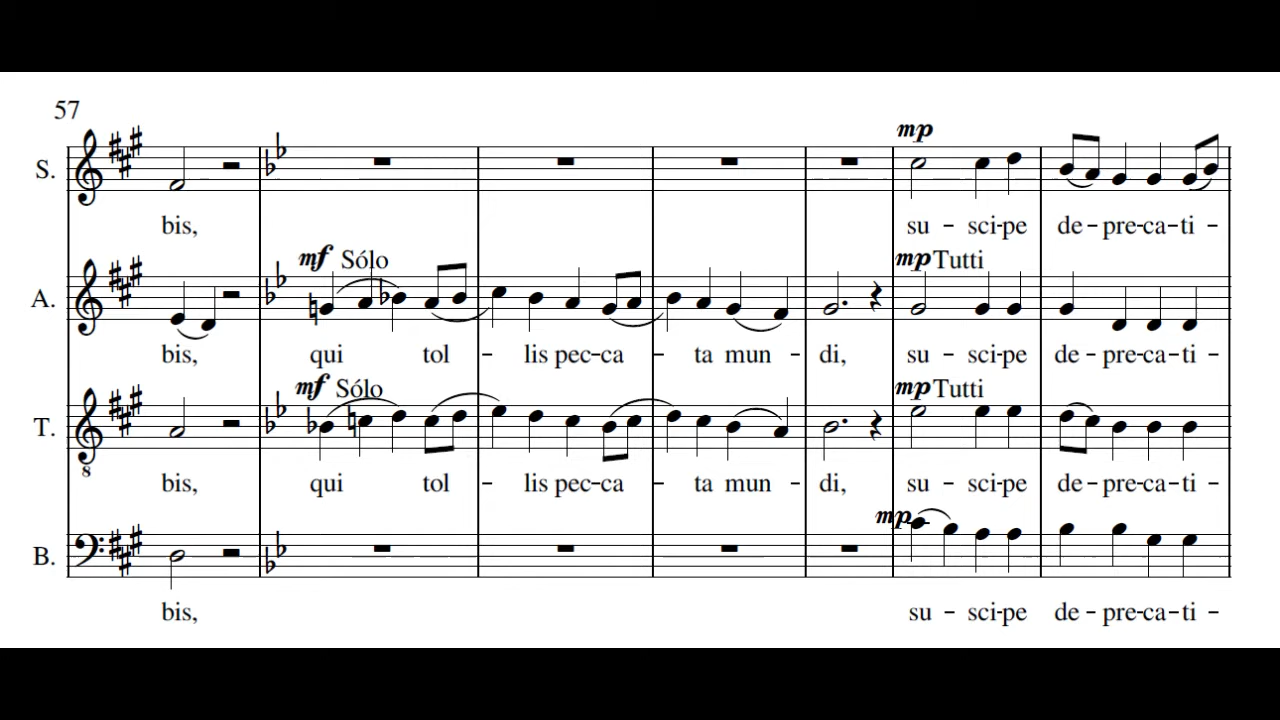 57
mp
S.
bis, su - sci-pe de - pre-ca-ti -
mf Sólo mp Tutti
A.
bis, qui tol - lis pec-ca - ta mun - di, su - sci-pe de - pre-ca-ti -
mf Sólo mp Tutti
T.
8
bis, qui tol - lis pec-ca - ta mun - di, su - sci-pe de - pre-ca-ti -
mp
B.
bis, su - sci-pe de - pre-ca-ti -